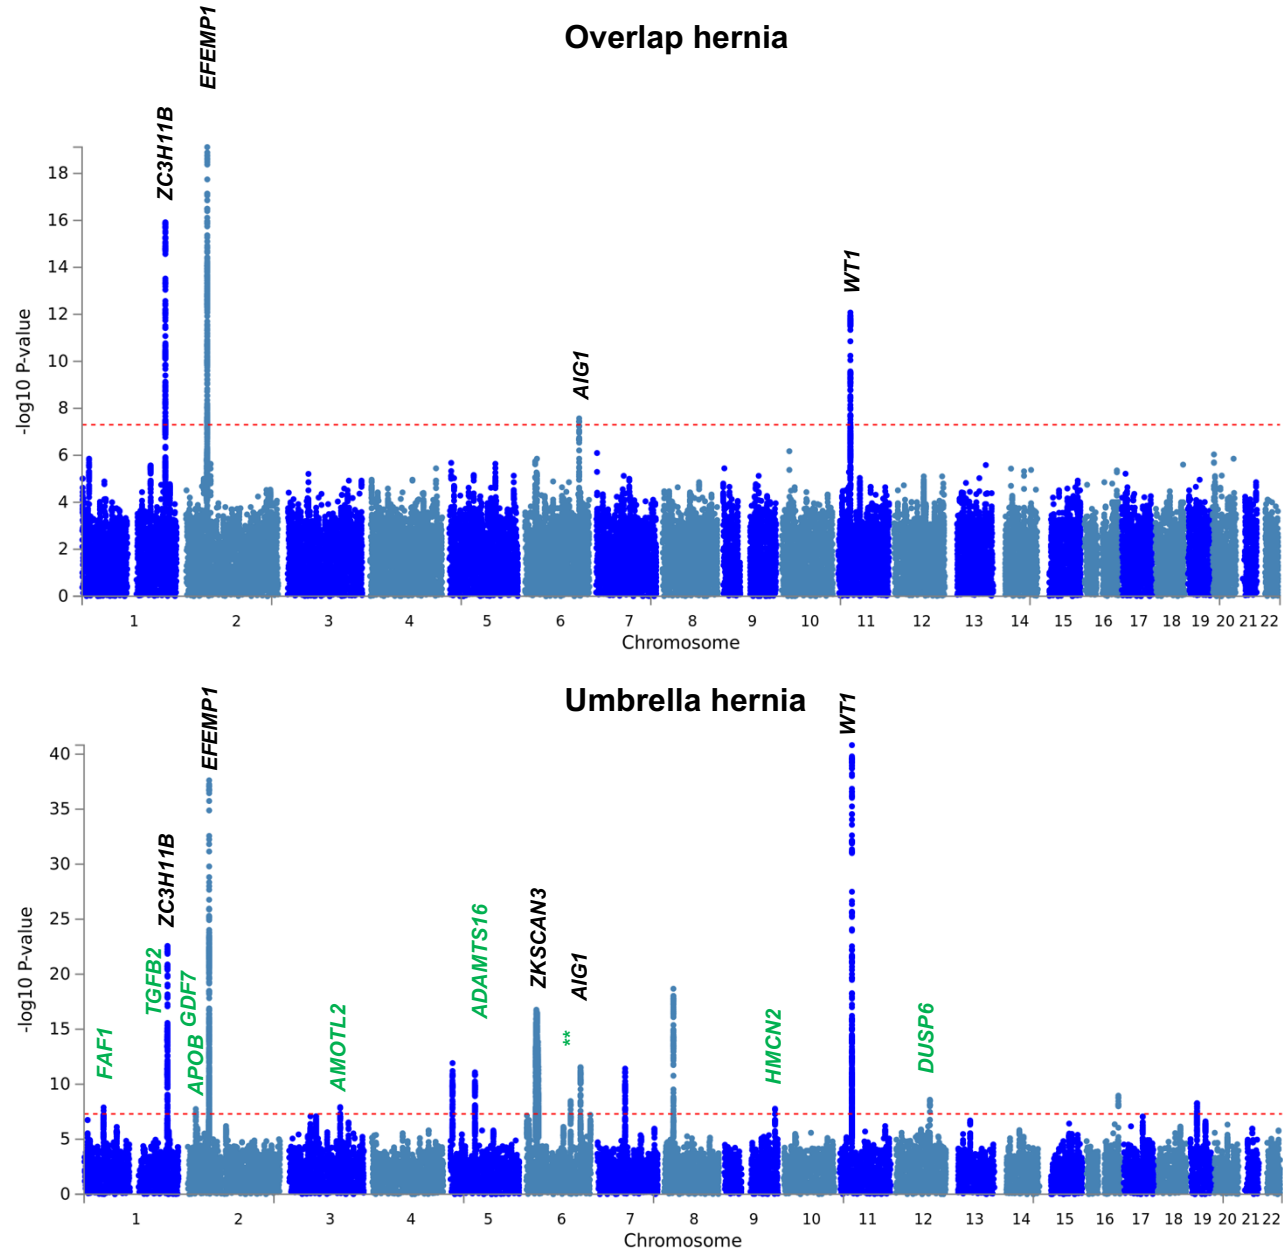 Overlap hernia
EFEMP1
ZC3H11B
WT1
AIG1
-log10 P-value
18
16
14
12
10
8
6
4
2
0
1 2 3 4 5 6 7 8 9 10 11 12 13 14 15 16 17 18 19 20 21 22
Chromosome
Umbrella hernia
EFEMP1
WT1
ZC3H11B
ZKSCAN3
ADAMTS16
TGFB2
AIG1
GDF7
FAF1
APOB
AMOTL2
**
HMCN2
DUSP6
-log10 P-value
40
35
30
25
20
15
10
5
0
1 2 3 4 5 6 7 8 9 10 11 12 13 14 15 16 17 18 19 20 21 22
Chromosome